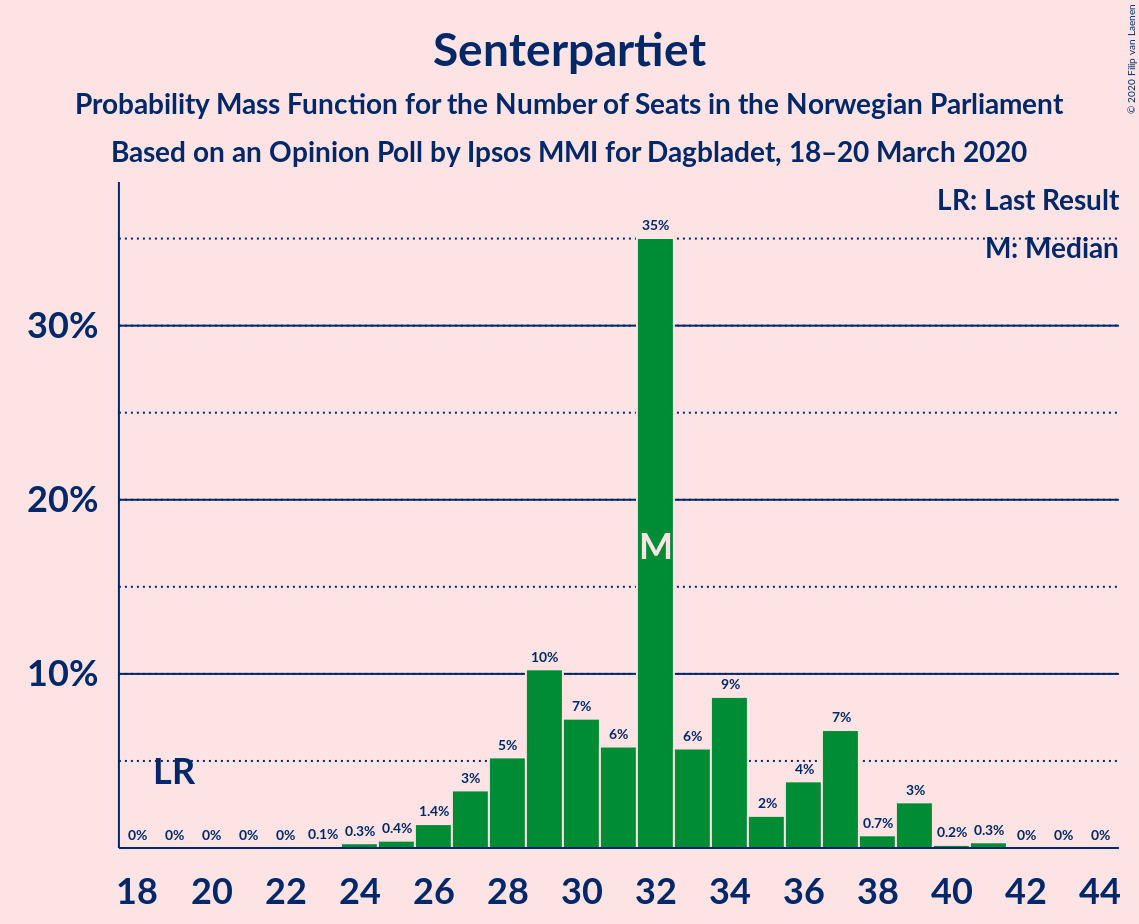 Senterpartiet
Probability Mass Function for the Number of Seats in the Norwegian Parliament
Based on an Opinion Poll by Ipsos MMI for Dagbladet, 18–20 March 2020
© 2020 Filip van Laenen
LR: Last Result
M: Median
35%
30%
20%
M
10%
10%
9%
7%
7%
6%
6%
5%
LR
3%
4%
3%
2%
1.4%
0% 0% 0% 0% 0% 0.1% 0.3% 0.4% 0.7% 0.2% 0.3% 0% 0% 0%
18 20 22 24 26 28 30 32 34 36 38 40 42 44